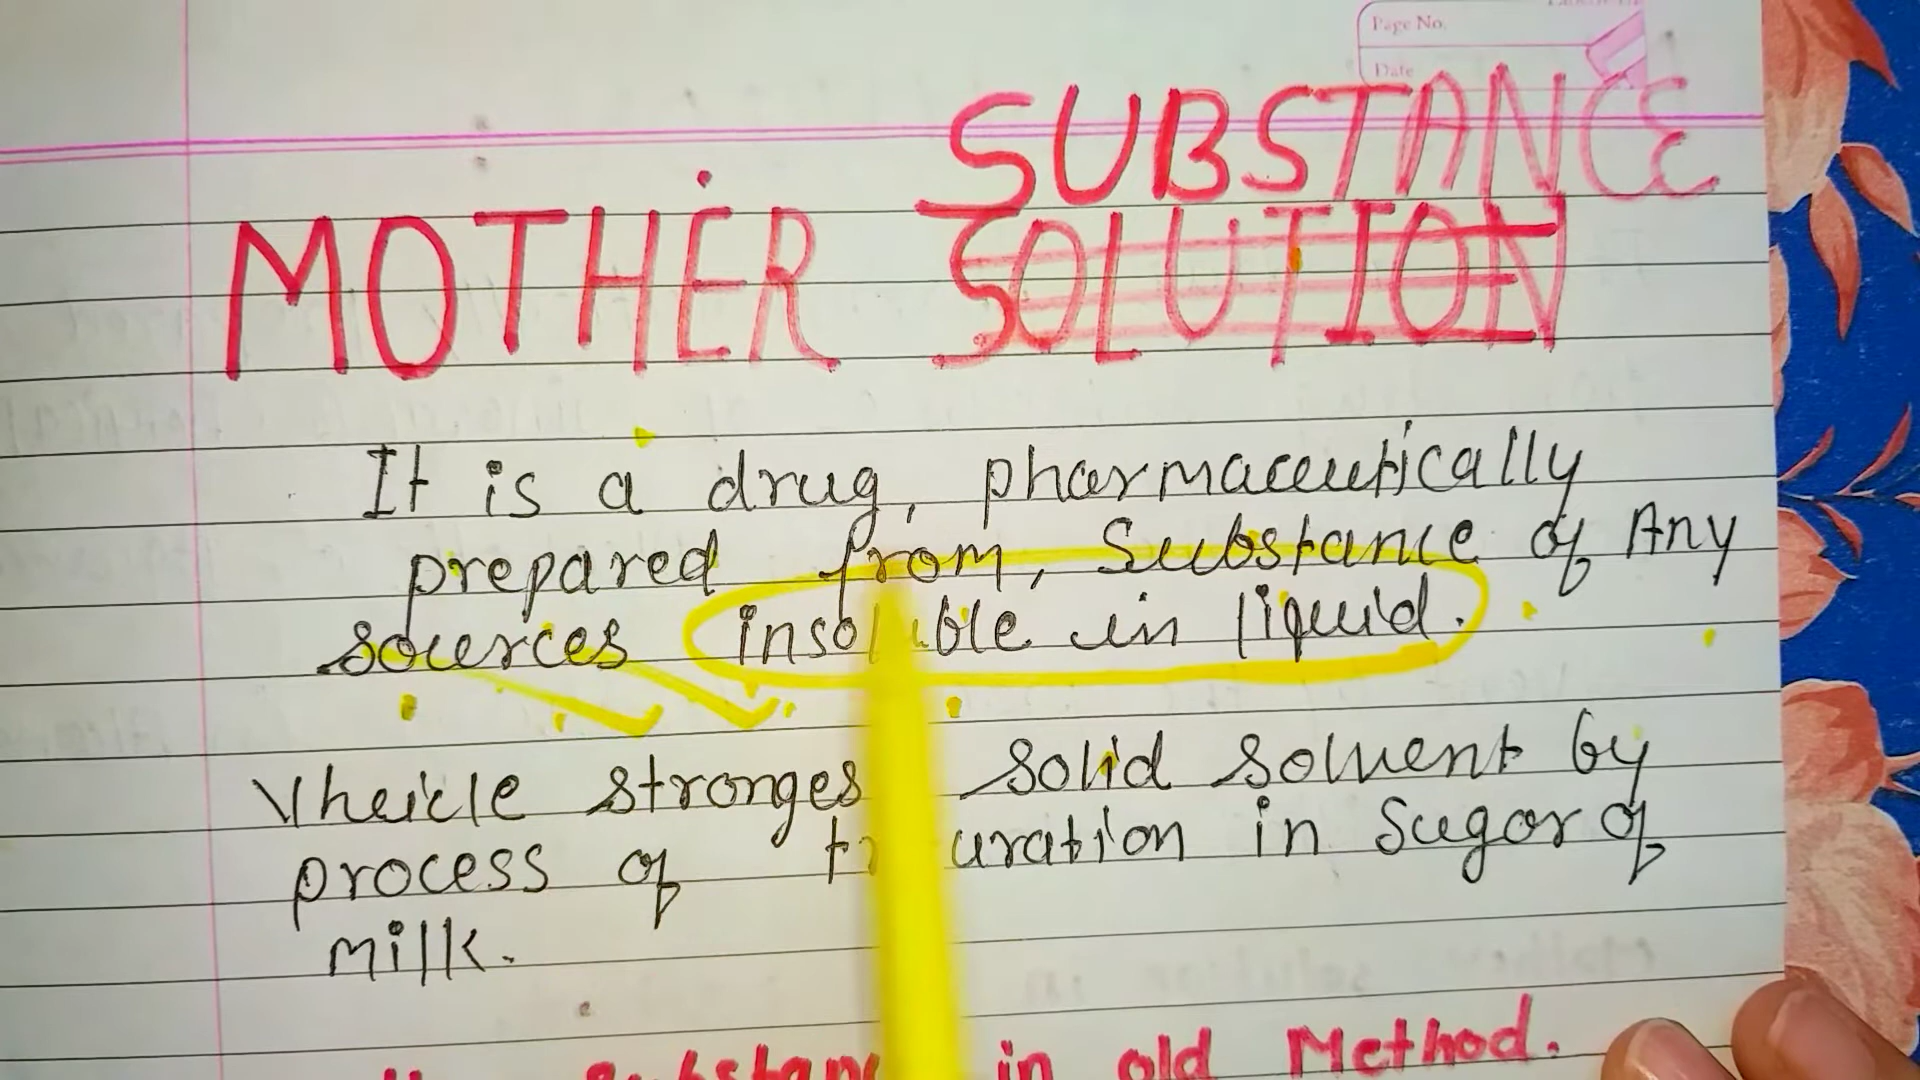 Page No.
Date
SUBSTANCE
MOTHER SOLUTION
It is a drug, pharmaceutically
prepared from, Substance of Any
sources insoluble in liquid.
Vheicle stronges solid solvent by
process of trituration in Sugar of
milk.
in old Method.